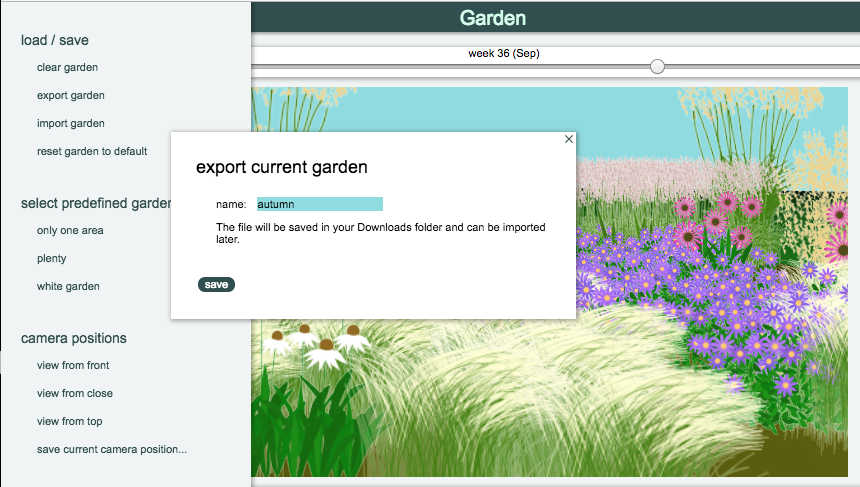 Garden
week 36 (Sep)
load / save
clear garden
export garden
import garden
reset garden to default
select predefined garden
only one area
plenty
white garden
camera positions
view from front
view from close
view from top
save current camera position...
export current garden
name: autumn
The file will be saved in your Downloads folder and can be imported
later.
save